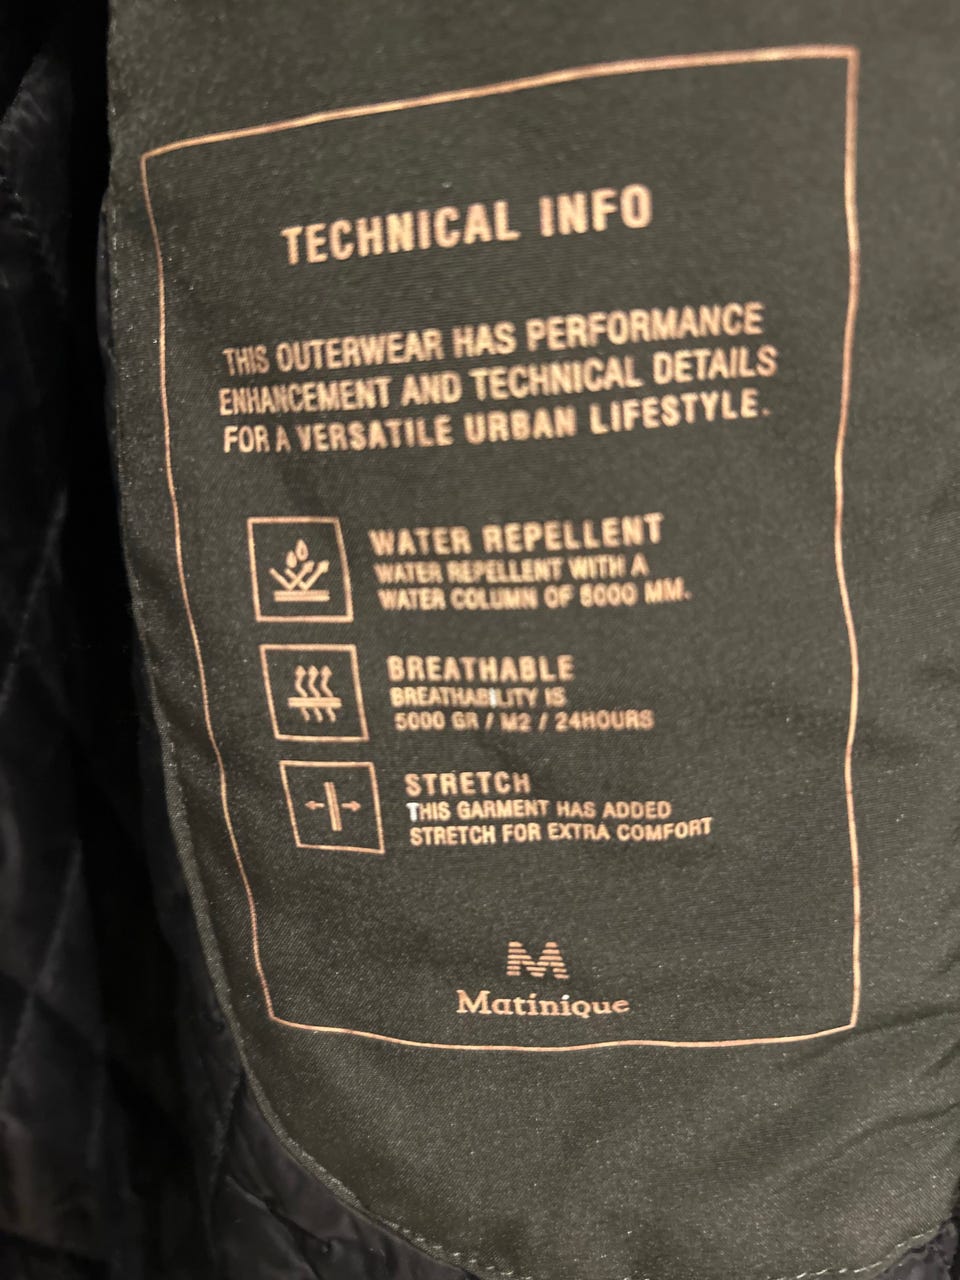 TECHNICAL INFO
THIS OUTERWEAR HAS PERFORMANCE
ENHANCEMENT AND TECHNICAL DETAILS
FOR A VERSATILE URBAN LIFESTYLE.
WATER REPELLENT
WATER REPELLENT WITH A
WATER COLUMN OF 5000 MM.
BREATHABLE
BREATHABILITY IS
5000 GR / M2 / 24HOURS
STRETCH
THIS GARMENT HAS ADDED
STRETCH FOR EXTRA COMFORT
M
Matinique